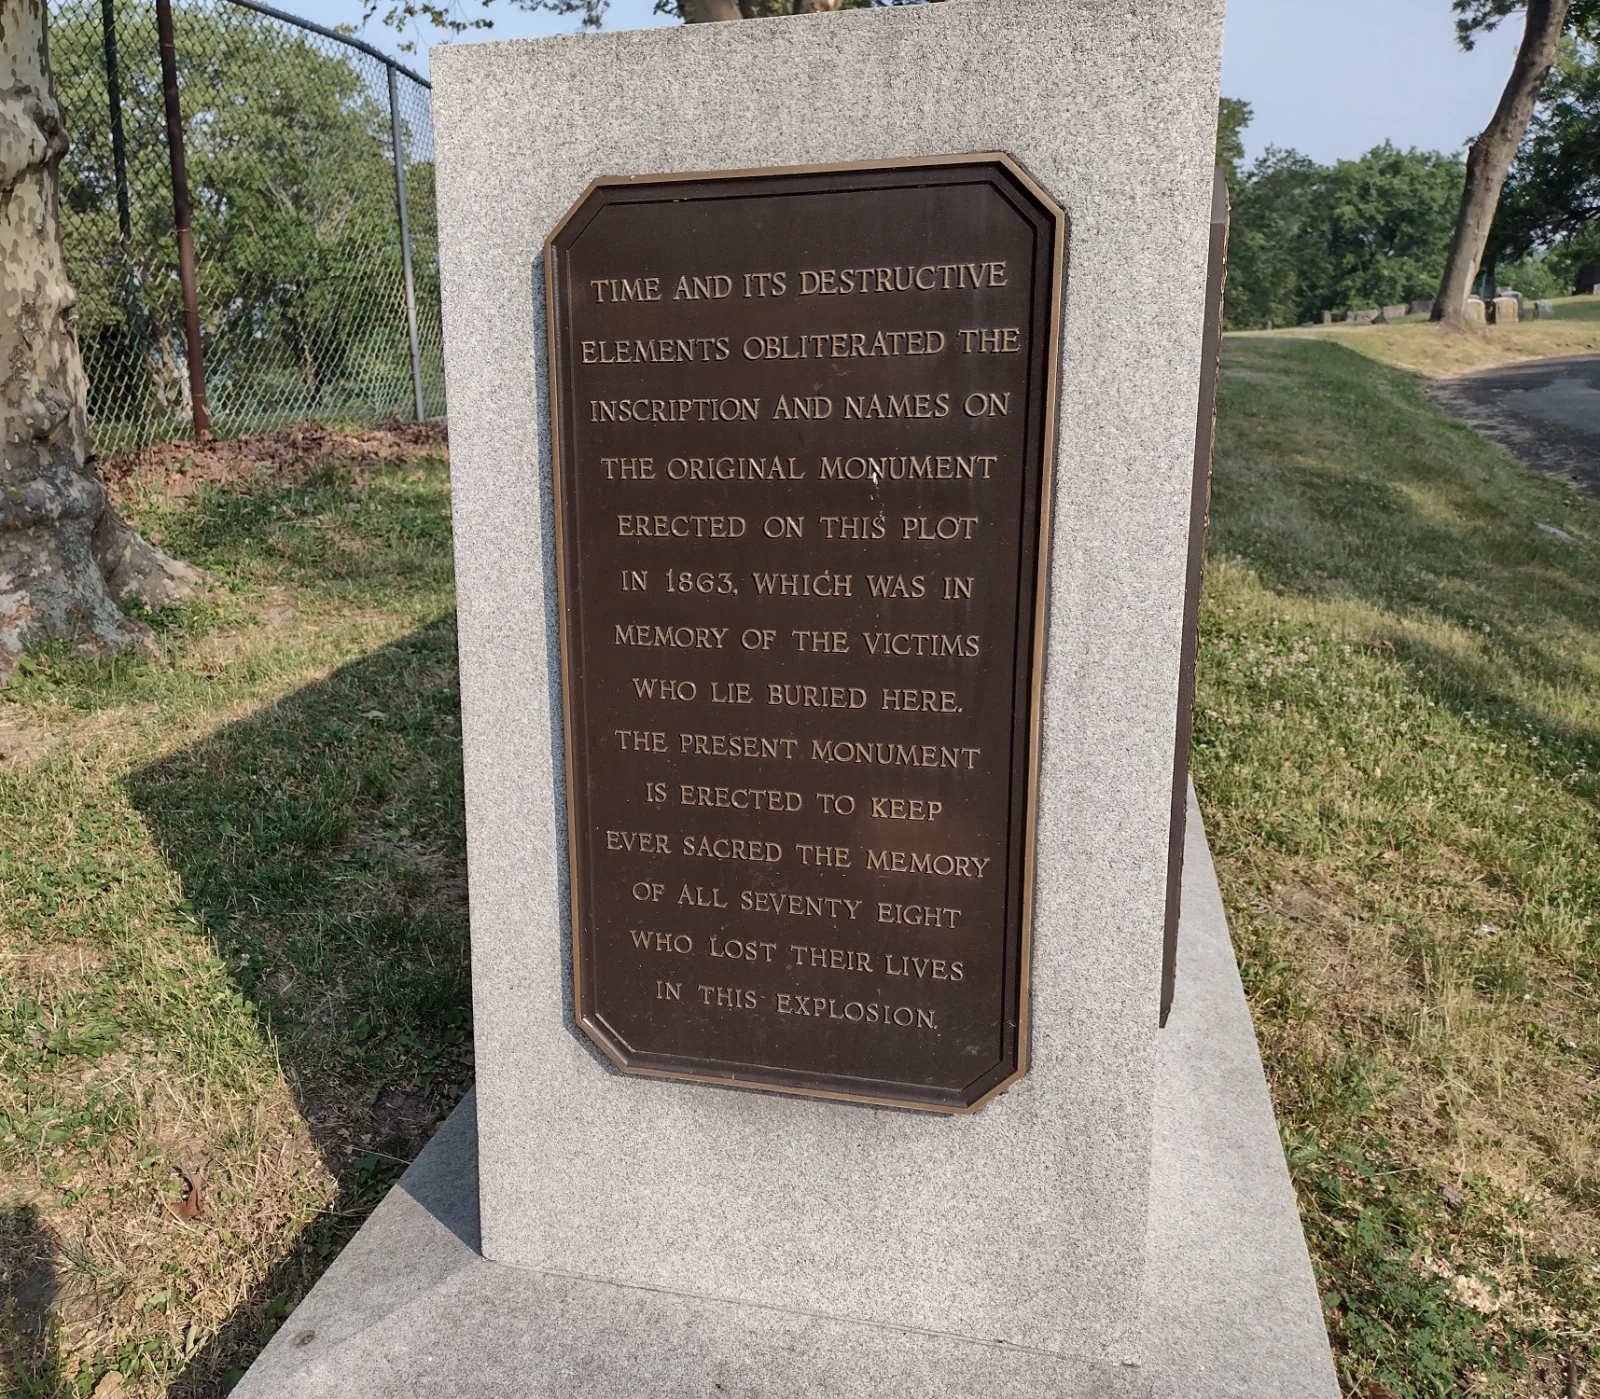 TIME AND ITS DESTRUCTIVE
ELEMENTS OBLITERATED THE
INSCRIPTION AND NAMES ON
THE ORIGINAL MONUMENT
ERECTED ON THIS PLOT
IN 1863, WHICH WAS IN
MEMORY OF THE VICTIMS
WHO LIE BURIED HERE.
THE PRESENT MONUMENT
IS ERECTED TO KEEP
EVER SACRED THE MEMORY
OF ALL SEVENTY EIGHT
WHO LOST THEIR LIVES
IN THIS EXPLOSION.